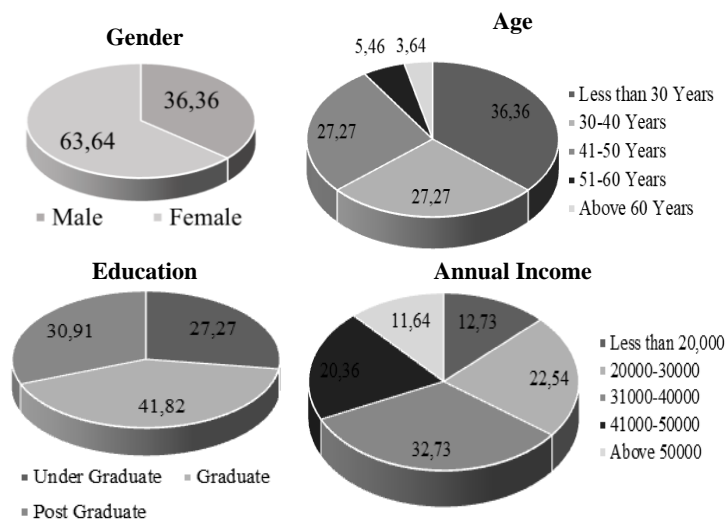 Gender
36,36
63,64
Male Female
Age
5,46 3,64
36,36
27,27
27,27
Less than 30 Years
30-40 Years
41-50 Years
51-60 Years
Above 60 Years
Education
30,91 27,27
41,82
Under Graduate Graduate
Post Graduate
Annual Income
11,64 12,73
20,36 22,54
32,73
Less than 20,000
20000-30000
31000-40000
41000-50000
Above 50000